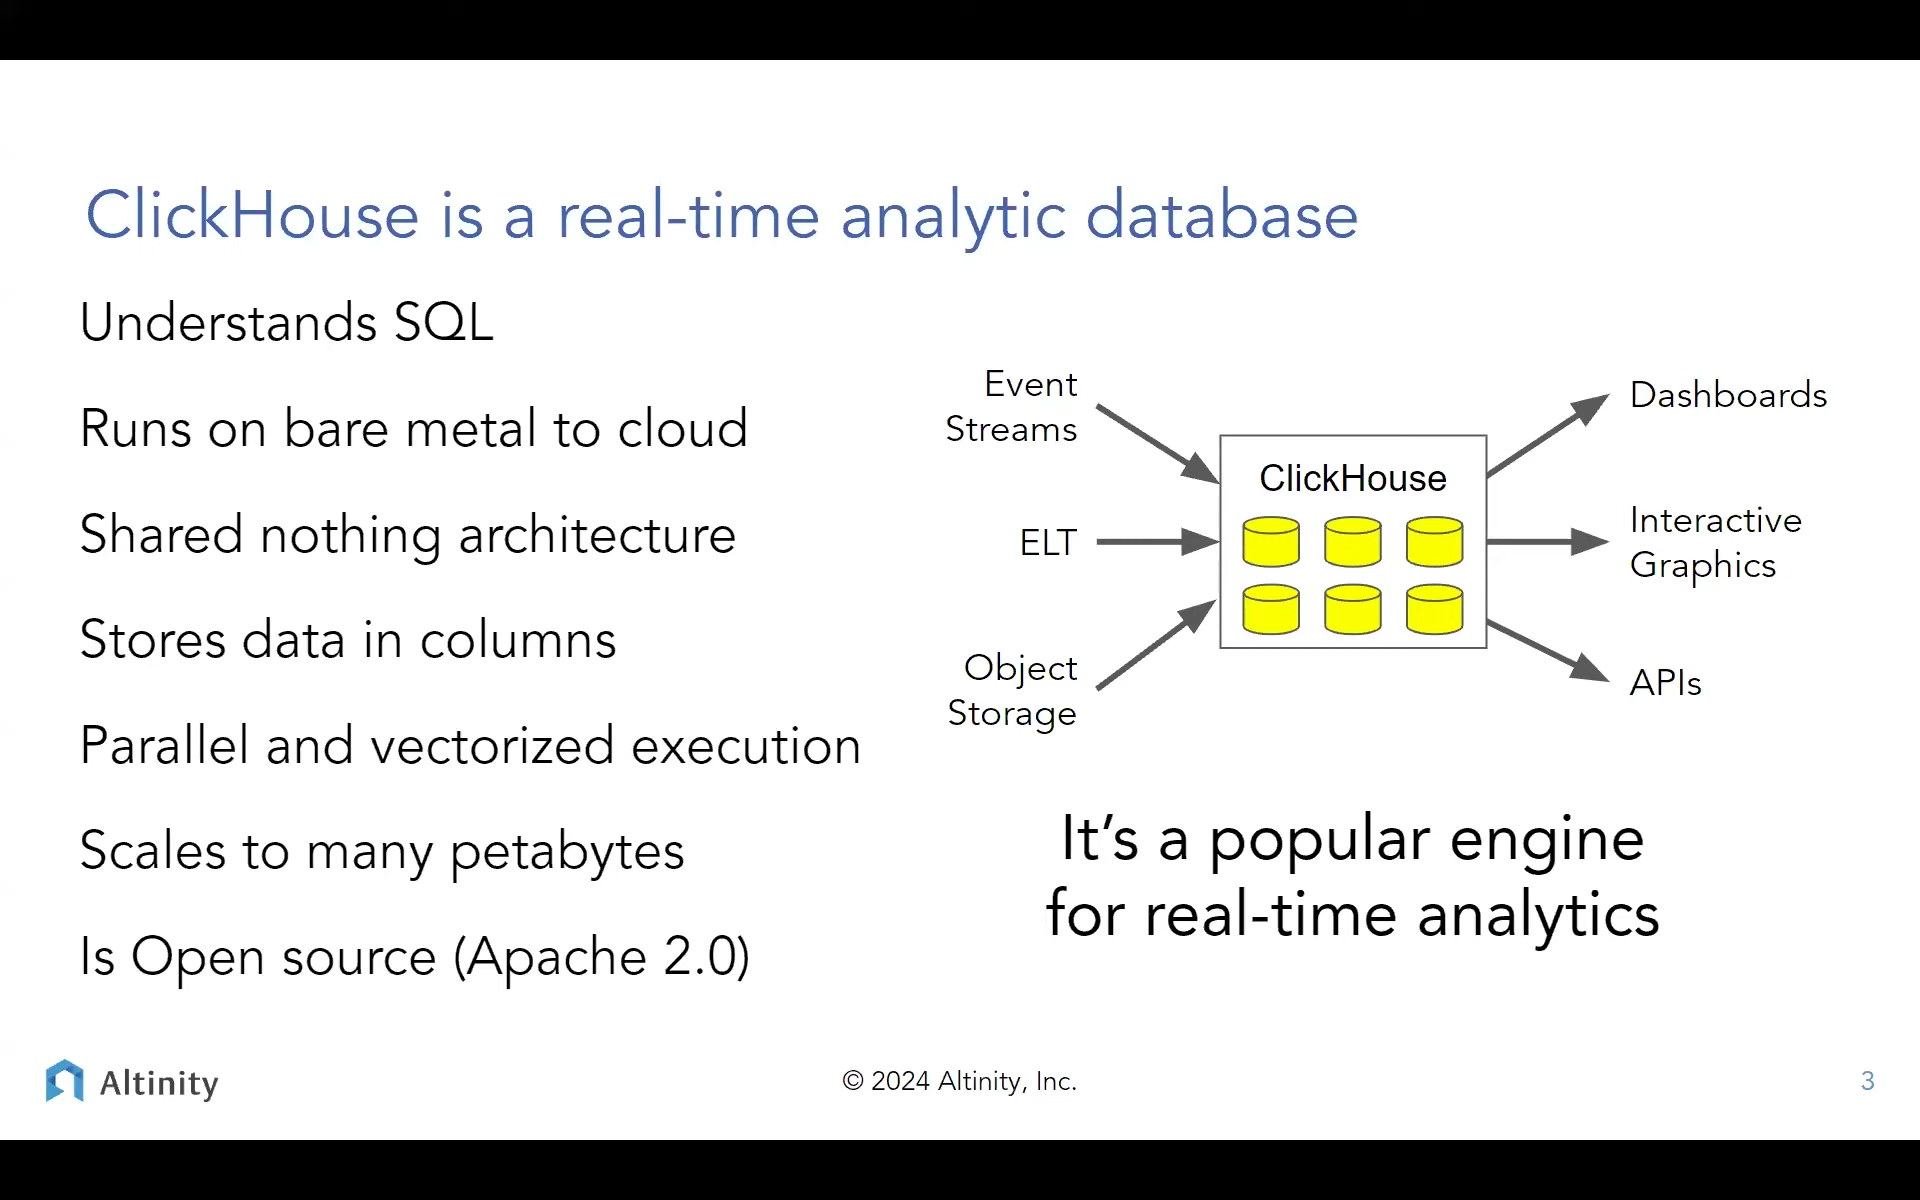 ClickHouse is a real-time analytic database
Understands SQL
Runs on bare metal to cloud
Shared nothing architecture
Stores data in columns
Parallel and vectorized execution
Scales to many petabytes
Is Open source (Apache 2.0)
Event
Streams
ELT
Object
Storage
ClickHouse
Dashboards
Interactive
Graphics
APIs
It’s a popular engine
for real-time analytics
Altinity
© 2024 Altinity, Inc.
3